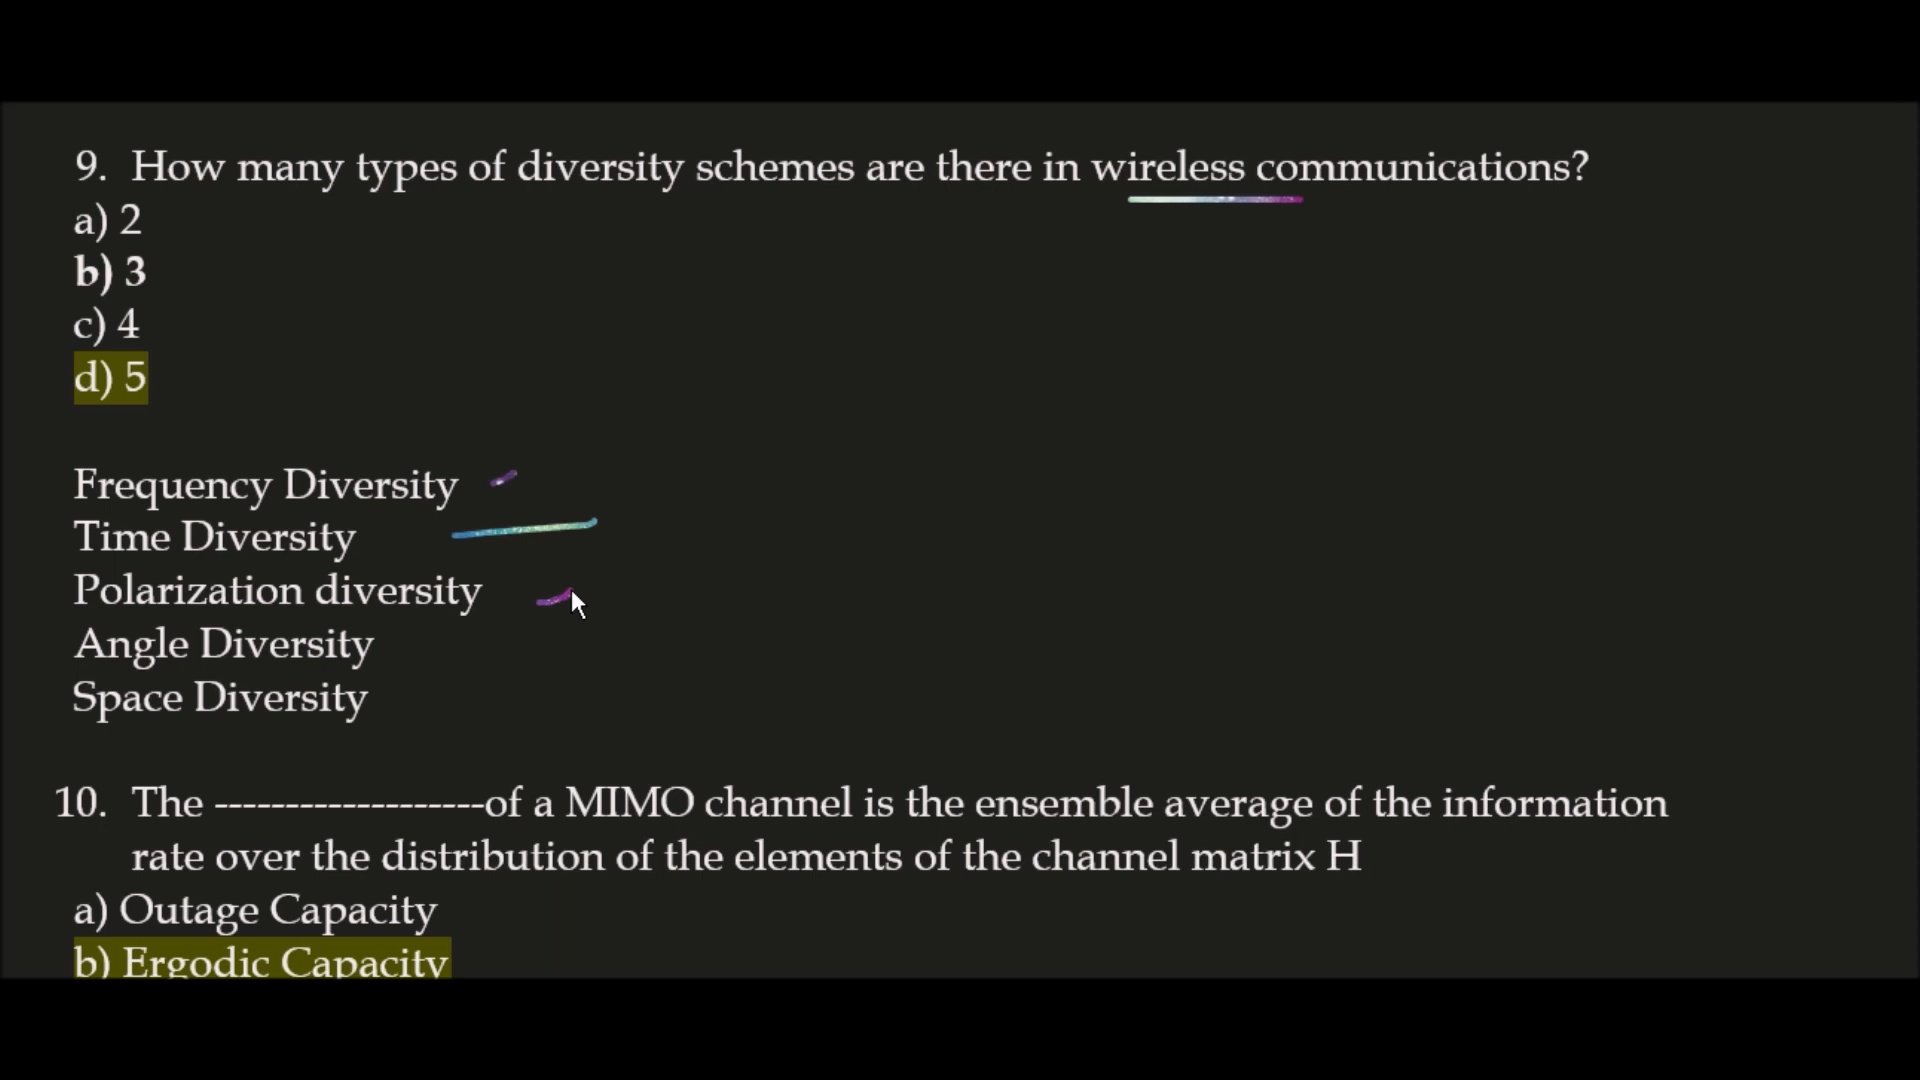 9. How many types of diversity schemes are there in wireless communications?
a) 2
b) 3
c) 4
d) 5
Frequency Diversity
Time Diversity
Polarization diversity
Angle Diversity
Space Diversity
10. The -------------------of a MIMO channel is the ensemble average of the information
rate over the distribution of the elements of the channel matrix H
a) Outage Capacity
b) Ergodic Capacity